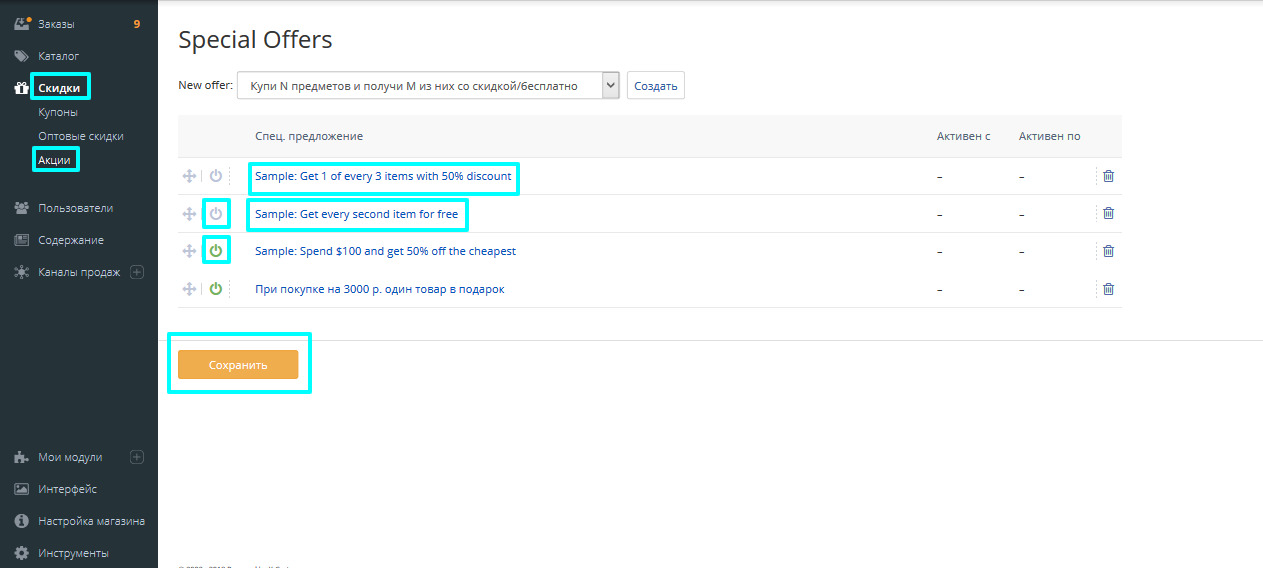 Заказы 9
Каталог
Скидки
Купоны
Оптовые скидки
Акции
Пользователи
Содержание
Каналы продаж
Мои модули
Интерфейс
Настройка магазина
Инструменты
Special Offers
New offer: Купи N предметов и получи M из них со скидкой/бесплатно Создать
Спец. предложение Активен с Активен по
Sample: Get 1 of every 3 items with 50% discount – –
Sample: Get every second item for free – –
Sample: Spend $100 and get 50% off the cheapest – –
При покупке на 3000 р. один товар в подарок – –
Сохранить